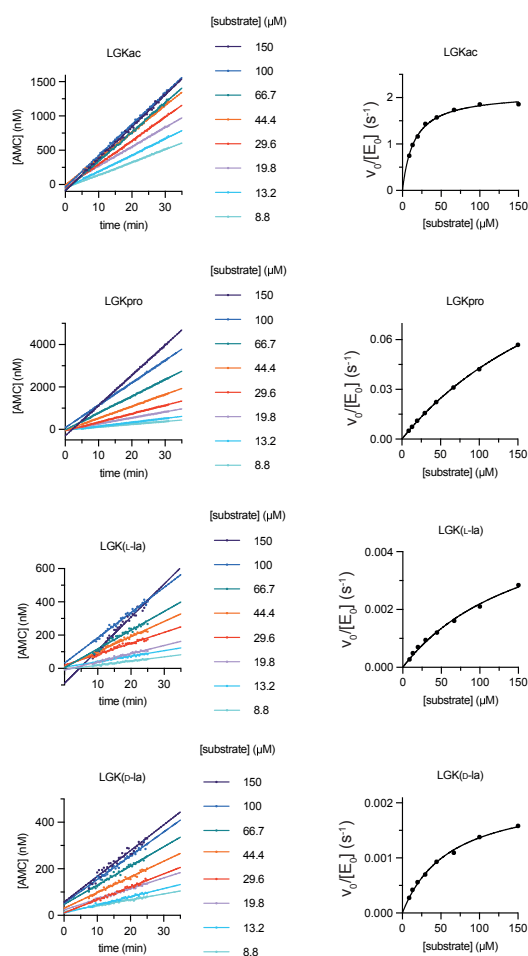 [substrate] (µM)
LGKac
150
100
66.7
44.4
29.6
19.8
13.2
8.8
[AMC] (nM)
1500
1000
500
0
0 10 20 30
time (min)
LGKac
v₀/[E₀] (s⁻¹)
2
1
0
0 50 100 150
[substrate] (µM)
[substrate] (µM)
LGKpro
150
100
66.7
44.4
29.6
19.8
13.2
8.8
[AMC] (nM)
4000
2000
0
0 10 20 30
time (min)
LGKpro
v₀/[E₀] (s⁻¹)
0.06
0.03
0.00
0 50 100 150
[substrate] (µM)
[substrate] (µM)
LGK(L-la)
150
100
66.7
44.4
29.6
19.8
13.2
8.8
[AMC] (nM)
600
400
200
0
0 10 20 30
time (min)
LGK(L-la)
v₀/[E₀] (s⁻¹)
0.004
0.002
0.000
0 50 100 150
[substrate] (µM)
[substrate] (µM)
LGK(D-la)
150
100
66.7
44.4
29.6
19.8
13.2
8.8
[AMC] (nM)
400
200
0
0 10 20 30
time (min)
LGK(D-la)
v₀/[E₀] (s⁻¹)
0.002
0.001
0.000
0 50 100 150
[substrate] (µM)